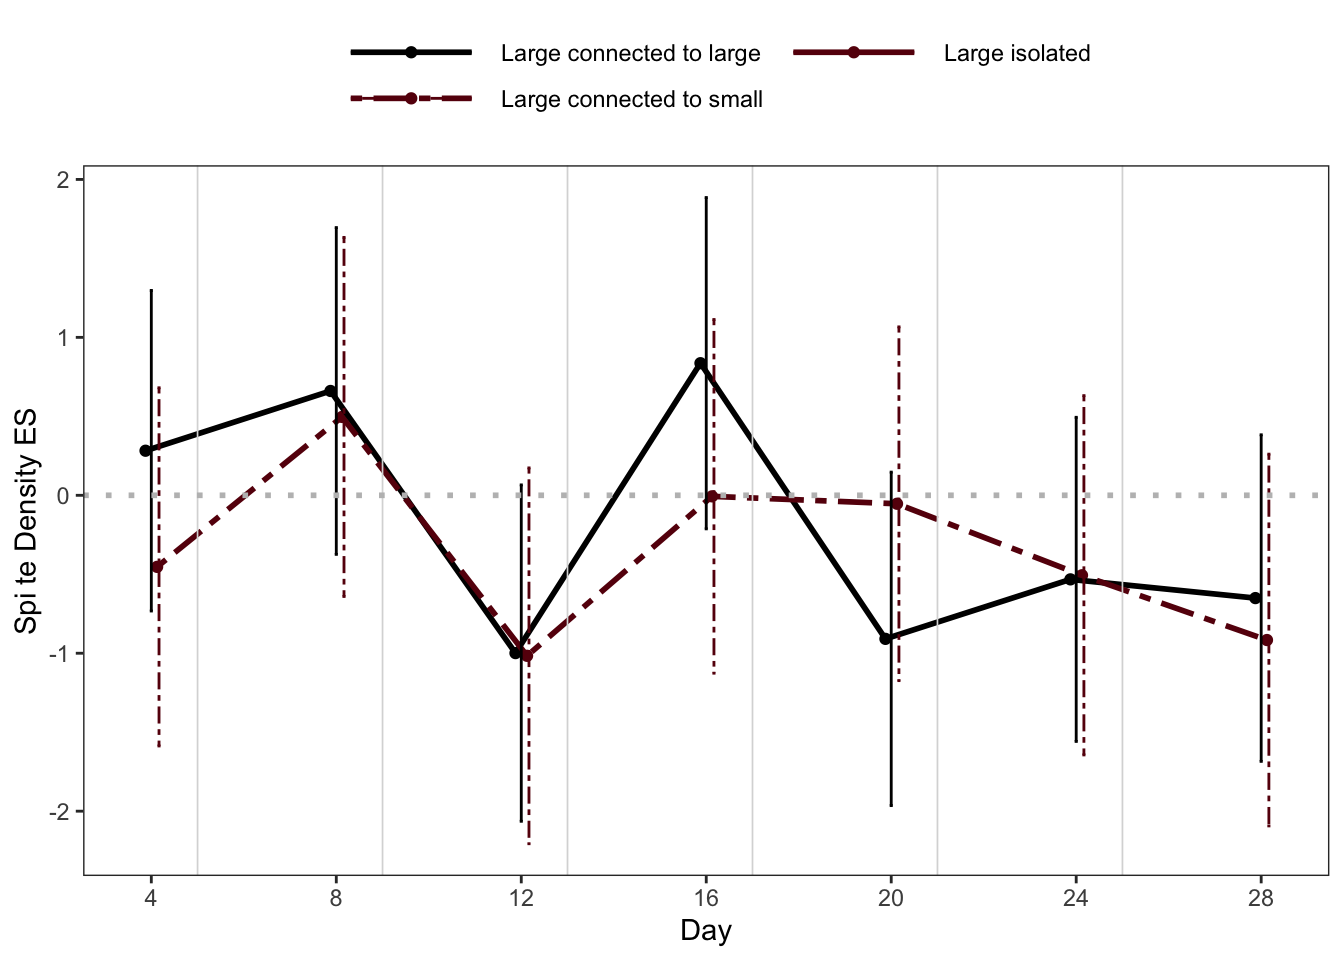 Large connected to large Large isolated
Large connected to small
2
1
0
-1
-2
Spi te Density ES
4 8 12 16 20 24 28
Day